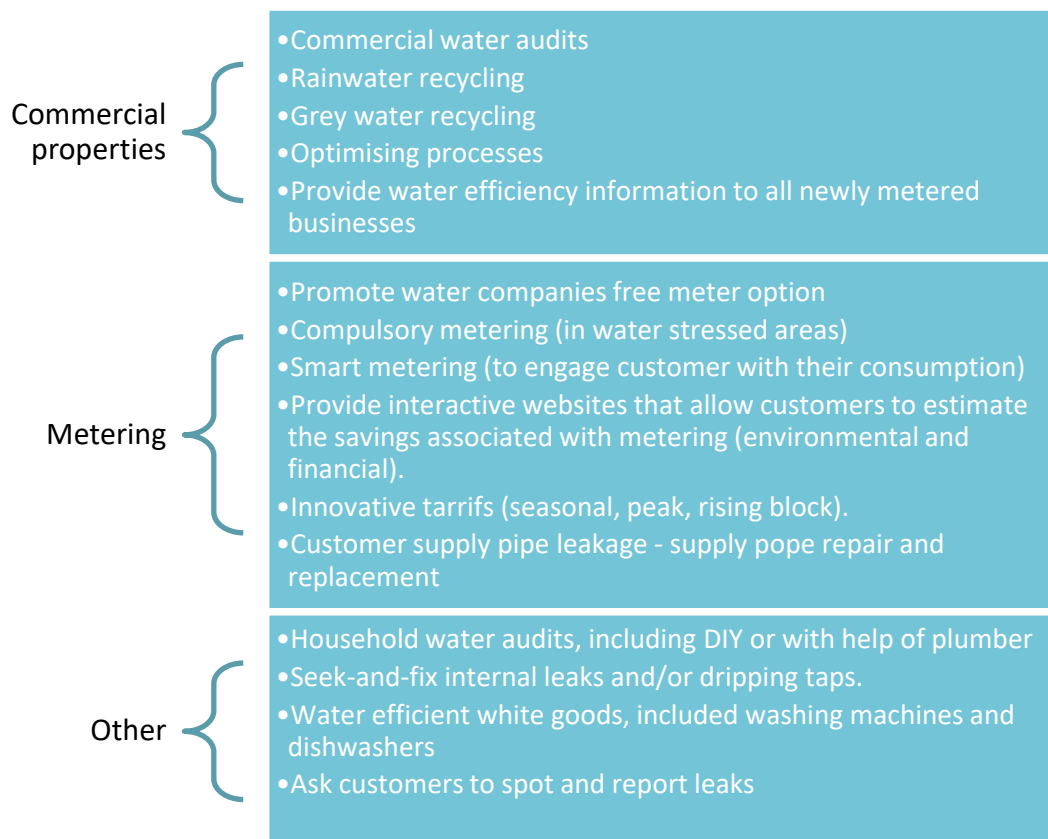 Commercial
properties
•Commercial water audits
•Rainwater recycling
•Grey water recycling
•Optimising processes
•Provide water efficiency information to all newly metered
businesses
Metering
•Promote water companies free meter option
•Compulsory metering (in water stressed areas)
•Smart metering (to engage customer with their consumption)
•Provide interactive websites that allow customers to estimate
the savings associated with metering (environmental and
financial).
•Innovative tarrifs (seasonal, peak, rising block).
•Customer supply pipe leakage - supply pope repair and
replacement
Other
•Household water audits, including DIY or with help of plumber
•Seek-and-fix internal leaks and/or dripping taps.
•Water efficient white goods, included washing machines and
dishwashers
•Ask customers to spot and report leaks